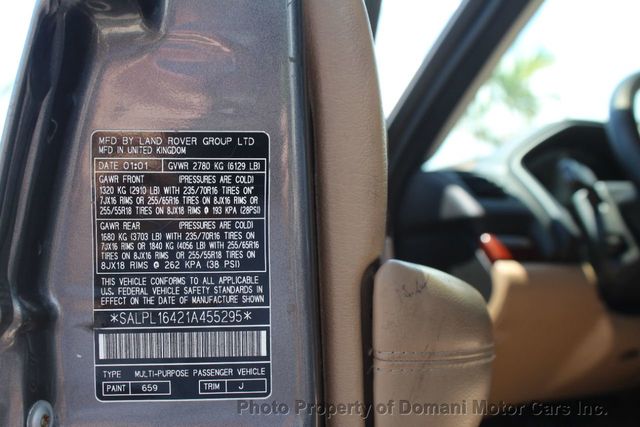 MFD BY LAND ROVER GROUP LTD
MFD IN UNITED KINGDOM
DATE 01:01 GVWR 2780 KG (6129 LB)
GAWR FRONT (PRESSURES ARE COLD)
1320 KG (2910 LB) WITH 235/70R16 TIRES ON"
7JX16 RIMS OR 255/65R16 TIRES ON 8JX16 RIMS OR
255/55R18 TIRES ON 8JX18 RIMS @ 193 KPA (28PSI)
GAWR REAR (PRESSURES ARE COLD)
1680 KG (3703 LB) WITH 235/70R16 TIRES ON
7JX16 RIMS OR 1840 KG (4056 LB) WITH 255/65R16
TIRES ON 8JX16 RIMS OR 255/55R18 TIRES ON
8JX18 RIMS @ 262 KPA (38 PSI)
THIS VEHICLE CONFORMS TO ALL APPLICABLE
U.S. FEDERAL VEHICLE SAFETY STANDARDS IN
EFFECT ON THE DATE OF MANUFACTURE SHOWN
*SALPL16421A455295*
TYPE MULTI-PURPOSE PASSENGER VEHICLE
PAINT 659 TRIM J
Photo Property of Domani Motor Cars Inc.